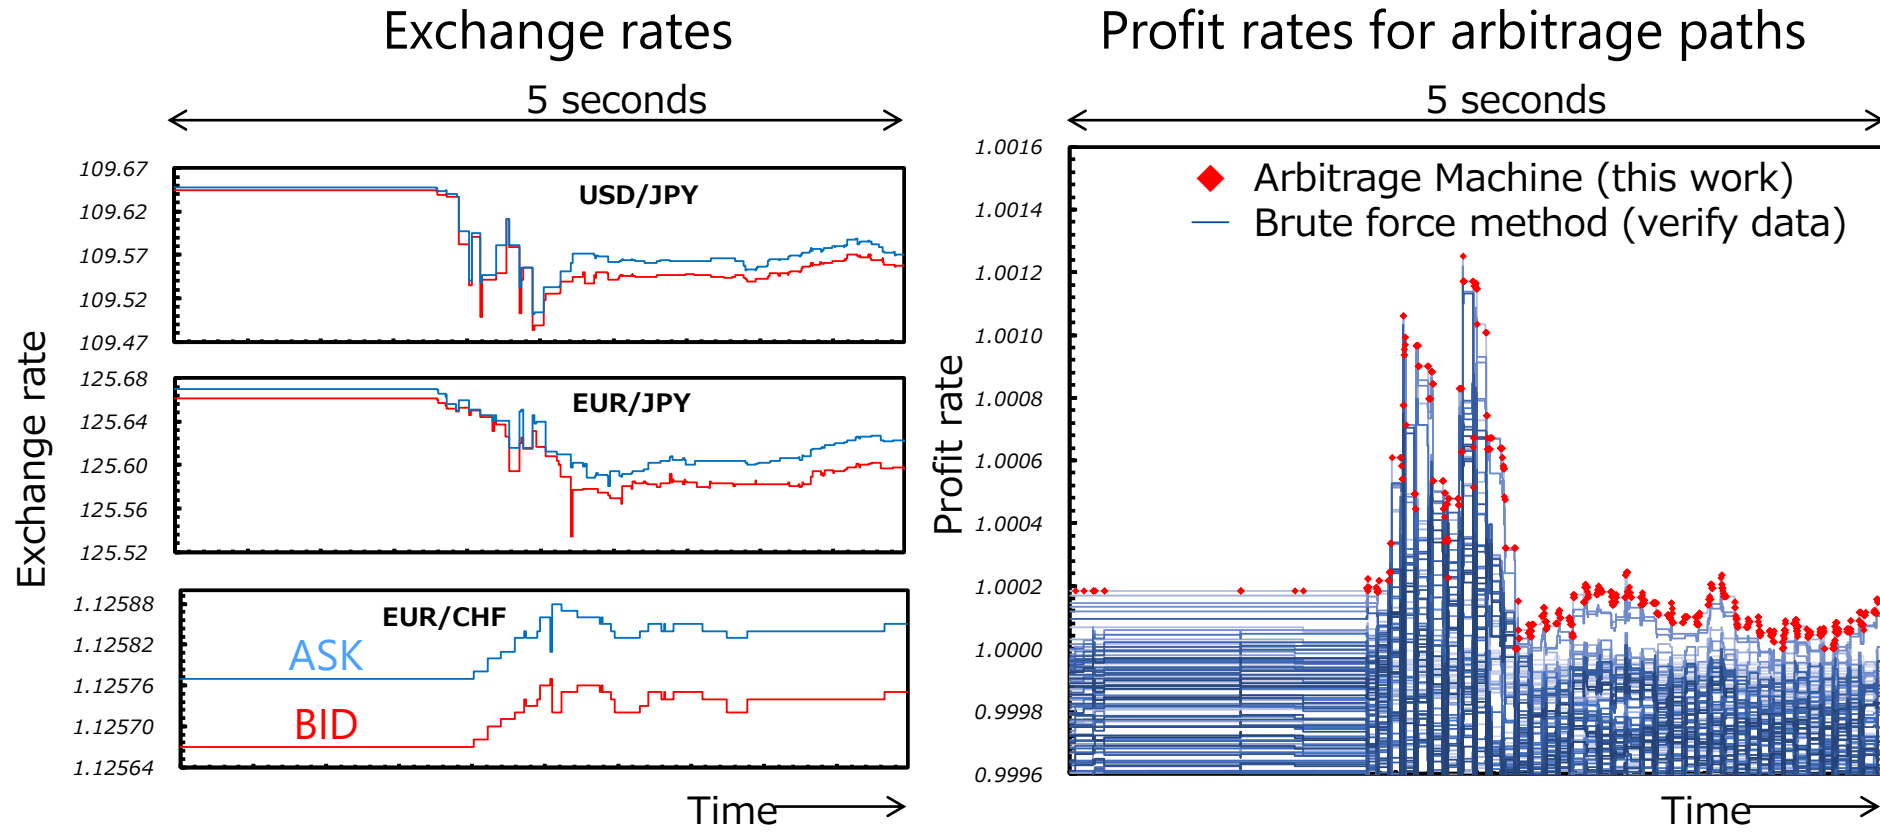 Exchange rates
5 seconds
Exchange rate
109.67
109.62
109.57
109.52
109.47
USD/JPY
125.68
125.64
125.60
125.56
125.52
EUR/JPY
1.12588
1.12582
1.12576
1.12570
1.12564
EUR/CHF
ASK
BID
Time
Profit rates for arbitrage paths
5 seconds
Profit rate
1.0016
1.0014
1.0012
1.0010
1.0008
1.0006
1.0004
1.0002
1.0000
0.9998
0.9996
Arbitrage Machine (this work)
Brute force method (verify data)
Time